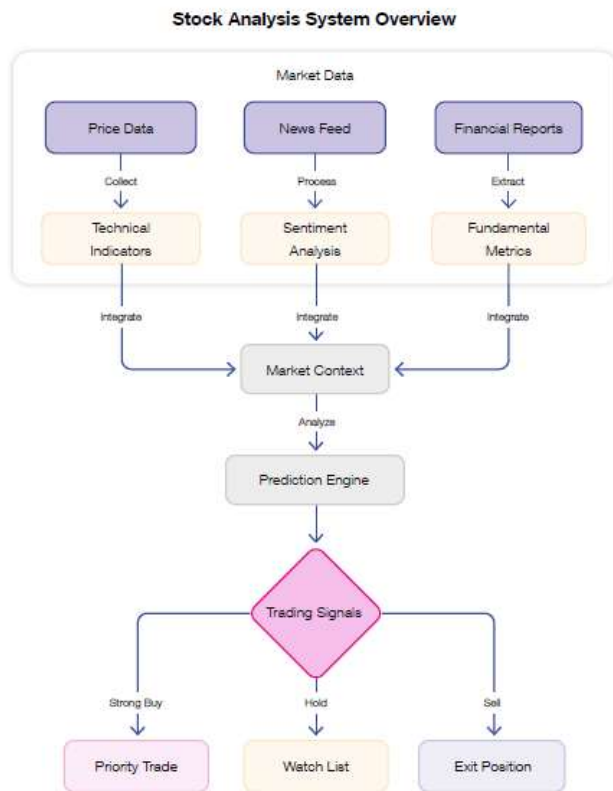 Stock Analysis System Overview
Market Data
Price Data
News Feed
Financial Reports
Collect
Process
Extract
Technical
Indicators
Sentiment
Analysis
Fundamental
Metrics
Integrate
Integrate
Integrate
Market Context
Analyze
Prediction Engine
Trading Signals
Strong Buy
Hold
Sell
Priority Trade
Watch List
Exit Position